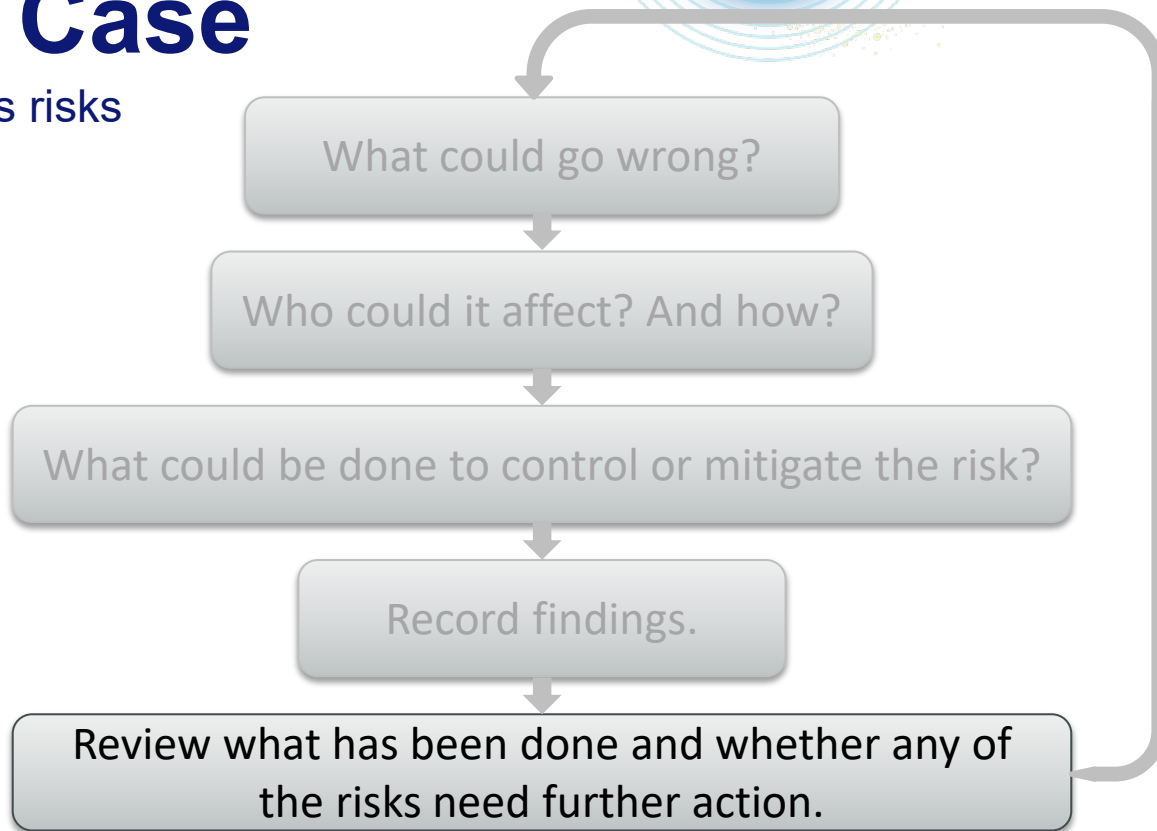 Case
s risks
What could go wrong?
Who could it affect? And how?
What could be done to control or mitigate the risk?
Record findings.
Review what has been done and whether any of
the risks need further action.